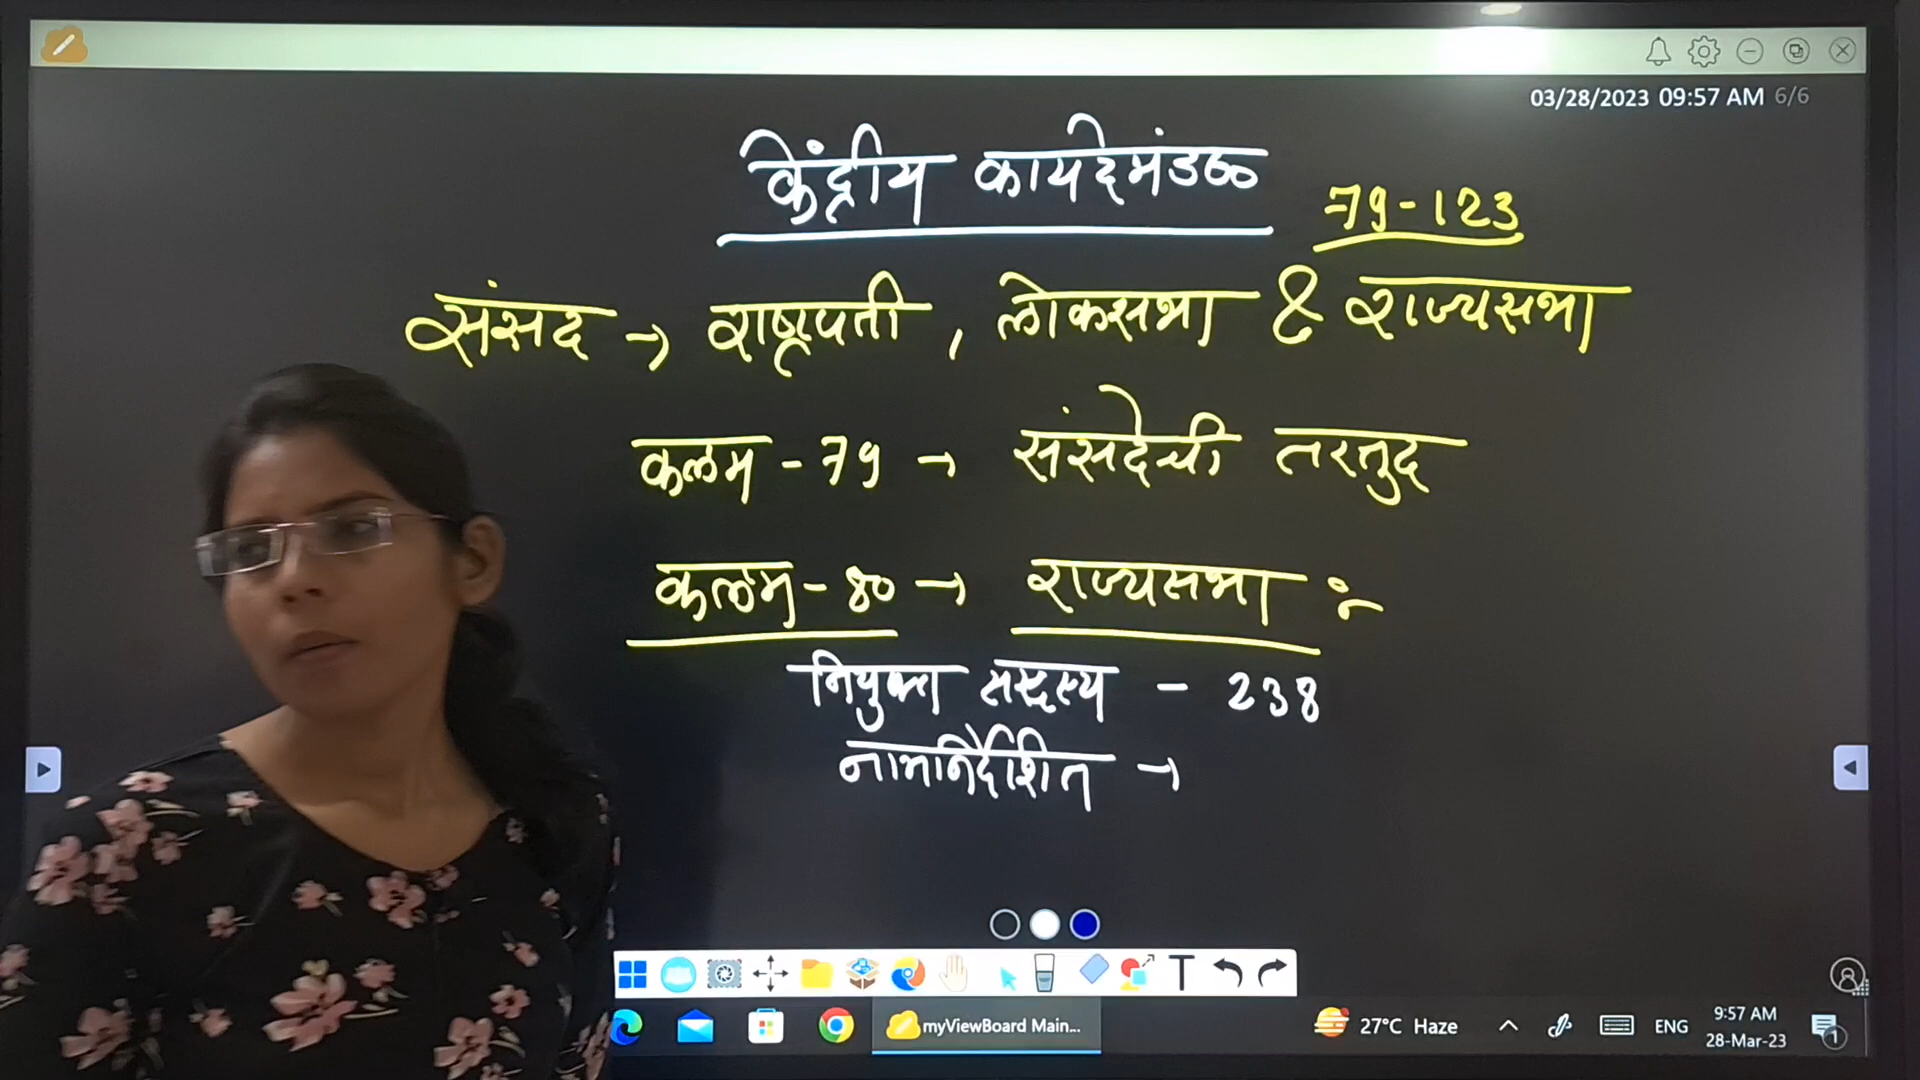 03/28/2023 09:57 AM 6/6
केंद्रीय कायदेमंडळ
79-123
संसद → राष्ट्रपती , लोकसभा & राज्यसभा
कलम - 79 → संसदेची तरतुद
कलम - 80 → राज्यसभा :-
नियुक्त सदस्य - 238
नामनिर्देशित →
myViewBoard Main...
27°C Haze
ENG
9:57 AM
28-Mar-23
1